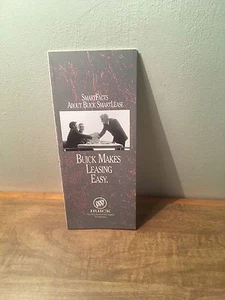 SMARTFACTS
ABOUT BUICK SMARTLEASE
BUICK MAKES
LEASING
EASY.
BUICK